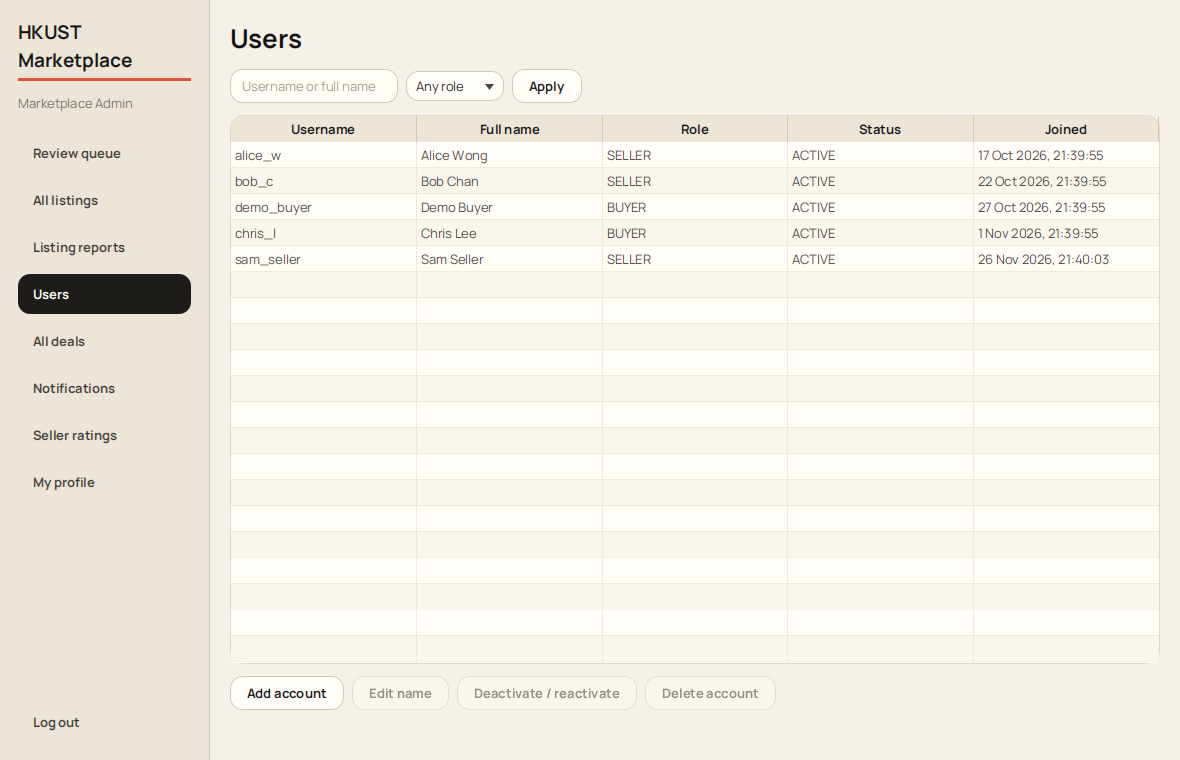 HKUST
Marketplace
Marketplace Admin
Review queue
All listings
Listing reports
Users
All deals
Notifications
Seller ratings
My profile
Log out
Users
Username or full name Any role Apply
Username Full name Role Status Joined
alice_w Alice Wong SELLER ACTIVE 17 Oct 2026, 21:39:55
bob_c Bob Chan SELLER ACTIVE 22 Oct 2026, 21:39:55
demo_buyer Demo Buyer BUYER ACTIVE 27 Oct 2026, 21:39:55
chris_l Chris Lee BUYER ACTIVE 1 Nov 2026, 21:39:55
sam_seller Sam Seller SELLER ACTIVE 26 Nov 2026, 21:40:03
Add account Edit name Deactivate / reactivate Delete account